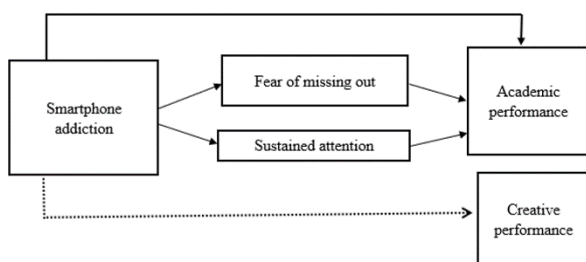 Smartphone
addiction
Fear of missing out
Sustained attention
Academic
performance
Creative
performance